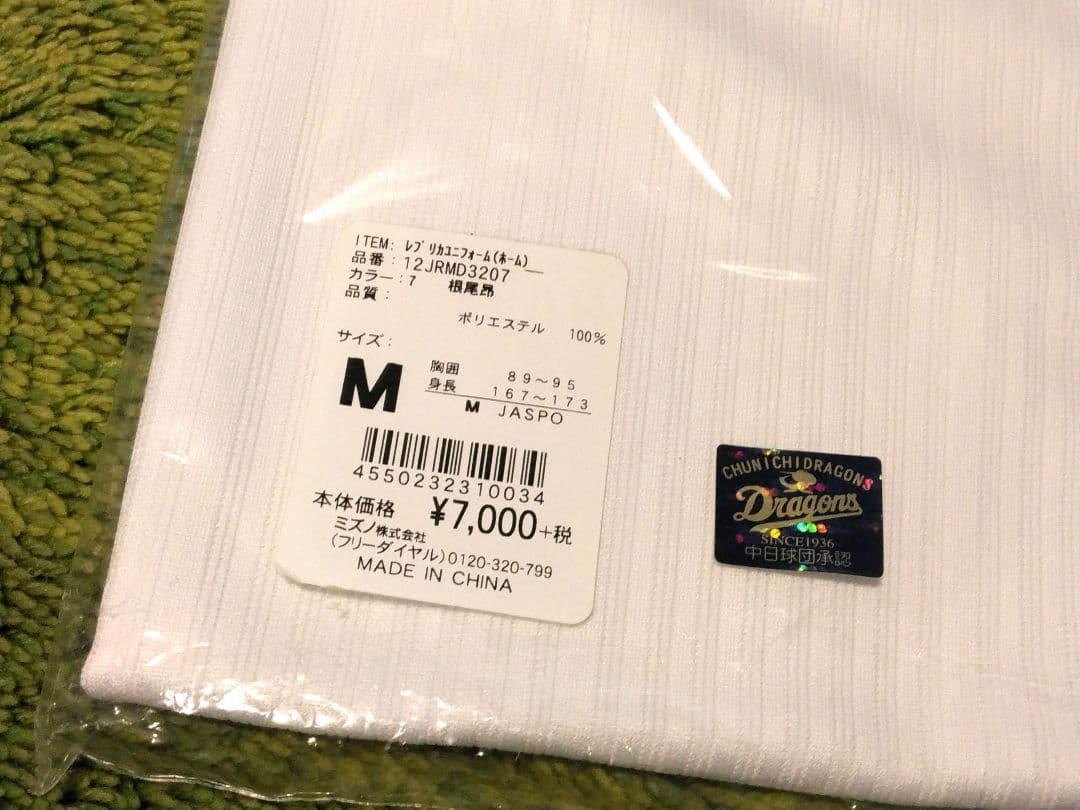 ITEM: ﾚﾌﾟﾘｶﾕﾆﾌｫｰﾑ(ﾎｰﾑ)
品番:12JRMD3207
カラー:7 根尾昂
品質:
ポリエステル 100%
サイズ:
M
胸囲 89～95
身長 167～173
M JASPO
4550232310034
本体価格 ¥7,000+税
ミズノ株式会社
(フリーダイヤル)0120-320-799
MADE IN CHINA
CHUNICHIDRAGONS
Dragons
SINCE1936
中日球団承認